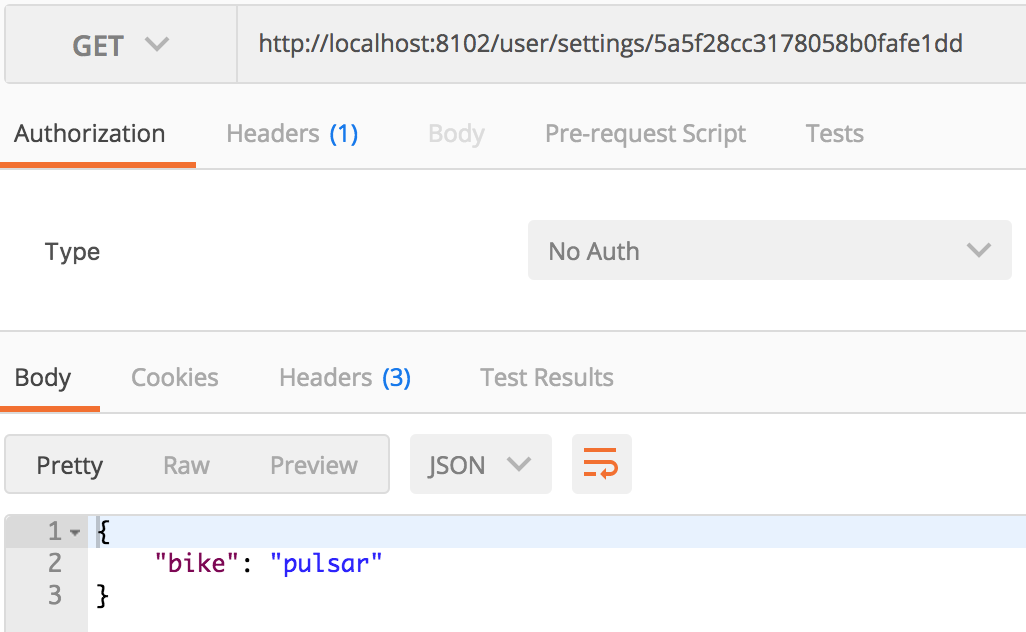 GET http://localhost:8102/user/settings/5a5f28cc3178058b0fafe1dd
Authorization Headers (1) Body Pre-request Script Tests
Type No Auth
Body Cookies Headers (3) Test Results
Pretty Raw Preview JSON
1 {
2 "bike": "pulsar"
3 }